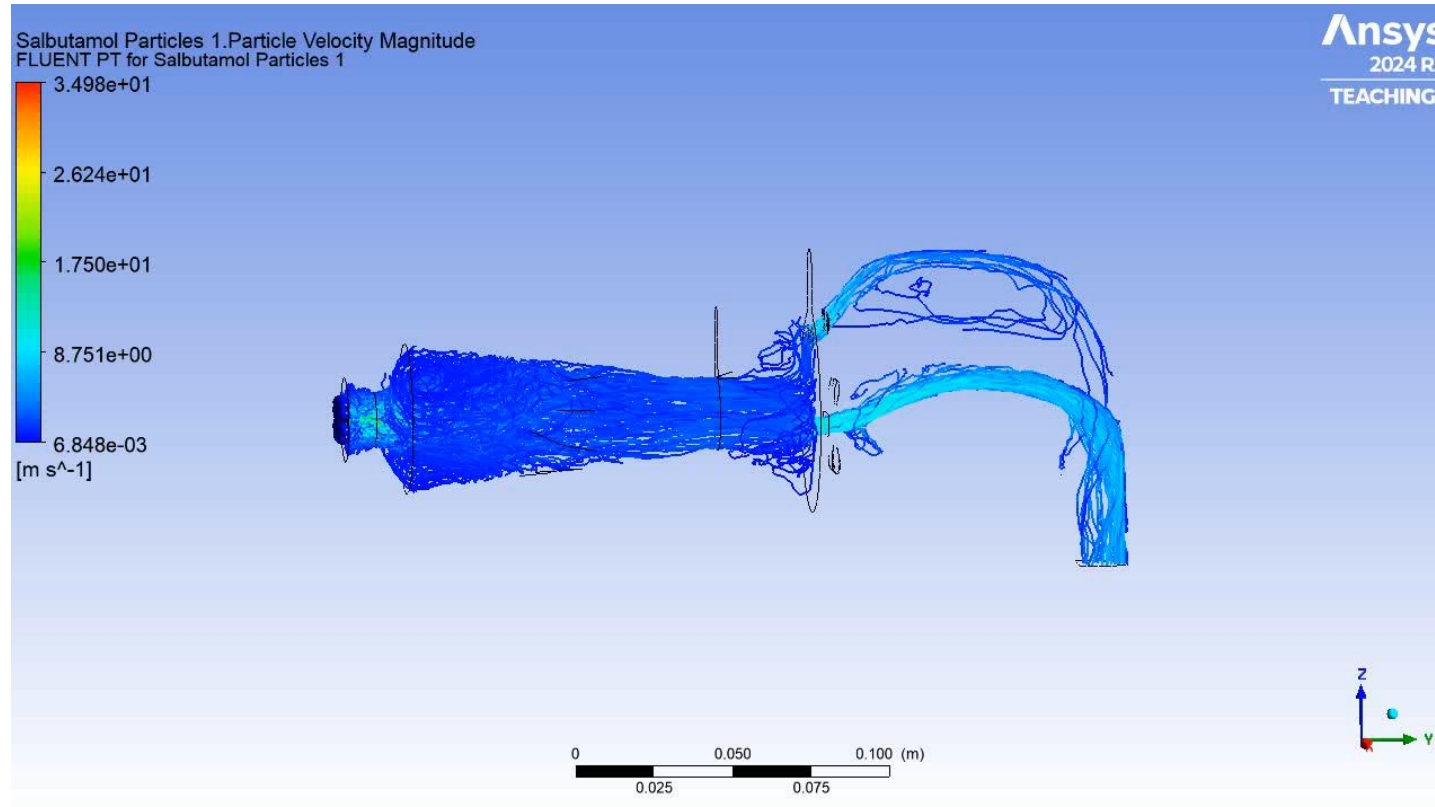 Salbutamol Particles 1.Particle Velocity Magnitude
FLUENT PT for Salbutamol Particles 1
3.498e+01
2.624e+01
1.750e+01
8.751e+00
6.848e-03
[m s^-1]
Ansys
2024 R
TEACHING
Z
Y
X
0 0.050 0.100 (m)
0.025 0.075